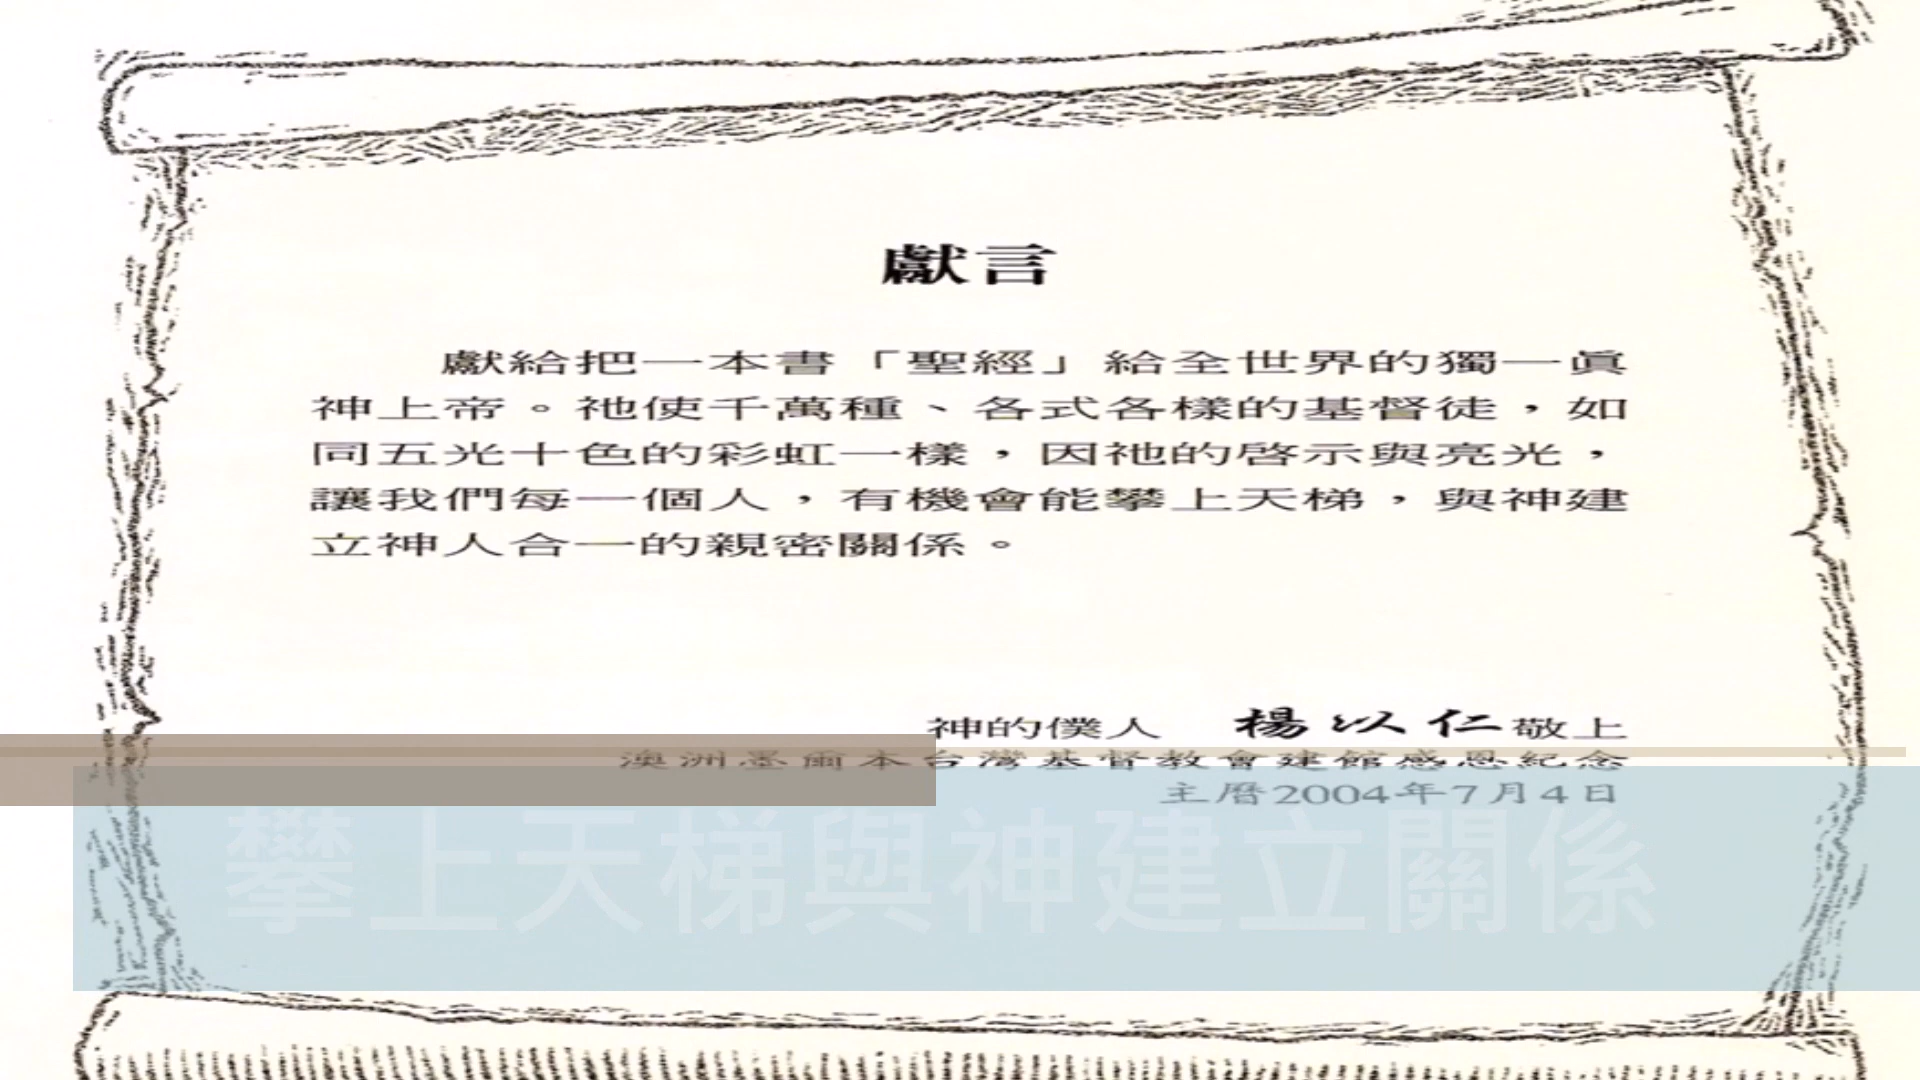 獻言
獻給把一本書「聖經」給全世界的獨一眞
神上帝。祂使千萬種、各式各樣的基督徒，如
同五光十色的彩虹一樣，因祂的啓示與亮光，
讓我們每一個人，有機會能攀上天梯，與神建
立神人合一的親密關係。
神的僕人 楊以仁敬上
澳洲墨爾本台灣基督教會建館感恩紀念
主曆2004年7月4日
攀上天梯與神建立關係